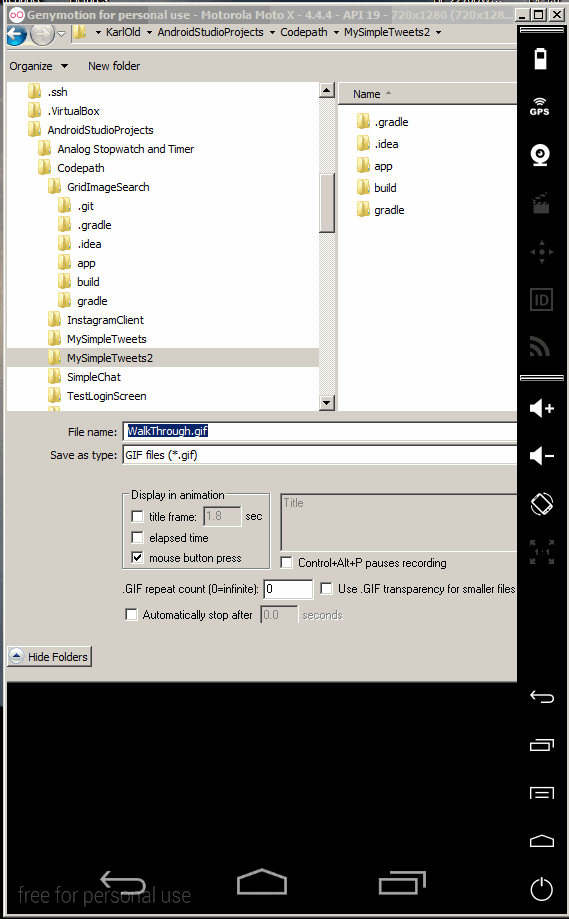 Genymotion for personal use - Motorola Moto X - 4.4.4 - API 19 - 720x1280 (720x128...
KarlOld AndroidStudioProjects Codepath MySimpleTweets2
Organize New folder
.ssh
.VirtualBox
AndroidStudioProjects
Analog Stopwatch and Timer
Codepath
GridImageSearch
.git
.gradle
.idea
app
build
gradle
InstagramClient
MySimpleTweets
MySimpleTweets2
SimpleChat
TestLoginScreen
Name
.gradle
.idea
app
build
gradle
File name: WalkThrough.gif
Save as type: GIF files (*.gif)
Display in animation
title frame: 1.8 sec
elapsed time
mouse button press
Title
Control+Alt+P pauses recording
.GIF repeat count (0=infinite): 0
Use .GIF transparency for smaller files
Automatically stop after 0.0 seconds
Hide Folders
GPS
ID
1:1
free for personal use